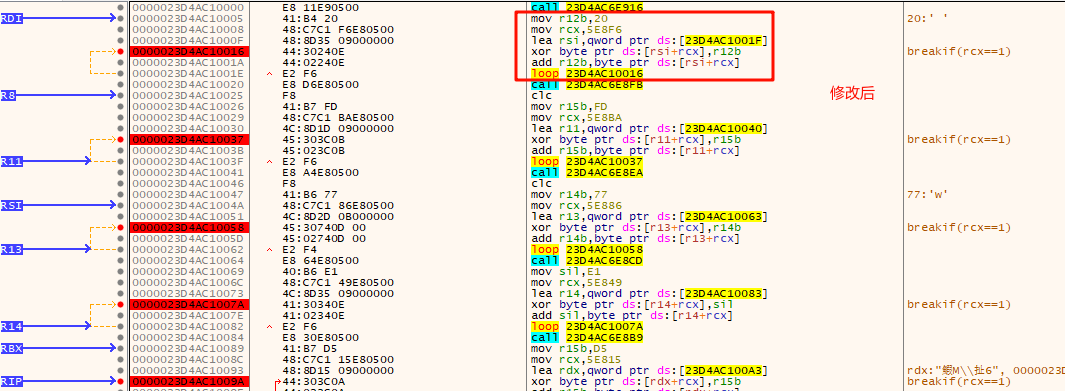 0000023D4AC10000 E8 11E90500 call 23D4AC6E916
RDI 0000023D4AC10005 41:B4 20 mov r12b,20 20:' '
0000023D4AC10008 48:C7C1 F6E80500 mov rcx,5E8F6
0000023D4AC1000F 48:8D35 09000000 lea rsi,qword ptr ds:[23D4AC1001F]
0000023D4AC10016 44:30240E xor byte ptr ds:[rsi+rcx],r12b breakif(rcx==1)
0000023D4AC1001A 44:02240E add r12b,byte ptr ds:[rsi+rcx]
0000023D4AC1001E E2 F6 loop 23D4AC10016
0000023D4AC10020 E8 D6E80500 call 23D4AC6E8FB
R8 0000023D4AC10025 F8 clc 修改后
0000023D4AC10026 41:B7 FD mov r15b,FD
0000023D4AC10029 48:C7C1 BAE80500 mov rcx,5E8BA
0000023D4AC10030 4C:8D1D 09000000 lea r11,qword ptr ds:[23D4AC10040]
0000023D4AC10037 45:303C0B xor byte ptr ds:[r11+rcx],r15b breakif(rcx==1)
0000023D4AC1003B 45:023C0B add r15b,byte ptr ds:[r11+rcx]
R11 0000023D4AC1003F E2 F6 loop 23D4AC10037
0000023D4AC10041 E8 A4E80500 call 23D4AC6E8EA
0000023D4AC10046 F8 clc
0000023D4AC10047 41:B6 77 mov r14b,77 77:'w'
RSI 0000023D4AC1004A 48:C7C1 86E80500 mov rcx,5E886
0000023D4AC10051 4C:8D2D 0B000000 lea r13,qword ptr ds:[23D4AC10063]
0000023D4AC10058 45:30740D 00 xor byte ptr ds:[r13+rcx],r14b breakif(rcx==1)
0000023D4AC1005D 45:02740D 00 add r14b,byte ptr ds:[r13+rcx]
R13 0000023D4AC10062 E2 F4 loop 23D4AC10058
0000023D4AC10064 E8 64E80500 call 23D4AC6E8CD
0000023D4AC10069 40:B6 E1 mov sil,E1
0000023D4AC1006C 48:C7C1 49E80500 mov rcx,5E849
0000023D4AC10073 4C:8D35 09000000 lea r14,qword ptr ds:[23D4AC10083]
0000023D4AC1007A 41:30340E xor byte ptr ds:[r14+rcx],sil breakif(rcx==1)
0000023D4AC1007E 41:02340E add sil,byte ptr ds:[r14+rcx]
R14 0000023D4AC10082 E2 F6 loop 23D4AC1007A
0000023D4AC10084 E8 30E80500 call 23D4AC6E8B9
RBX 0000023D4AC10089 41:B7 D5 mov r15b,D5
0000023D4AC1008C 48:C7C1 15E80500 mov rcx,5E815
0000023D4AC10093 48:8D15 09000000 lea rdx,qword ptr ds:[23D4AC100A3]
RIP 0000023D4AC1009A 44:303C0A xor byte ptr ds:[rdx+rcx],r15b breakif(rcx==1)